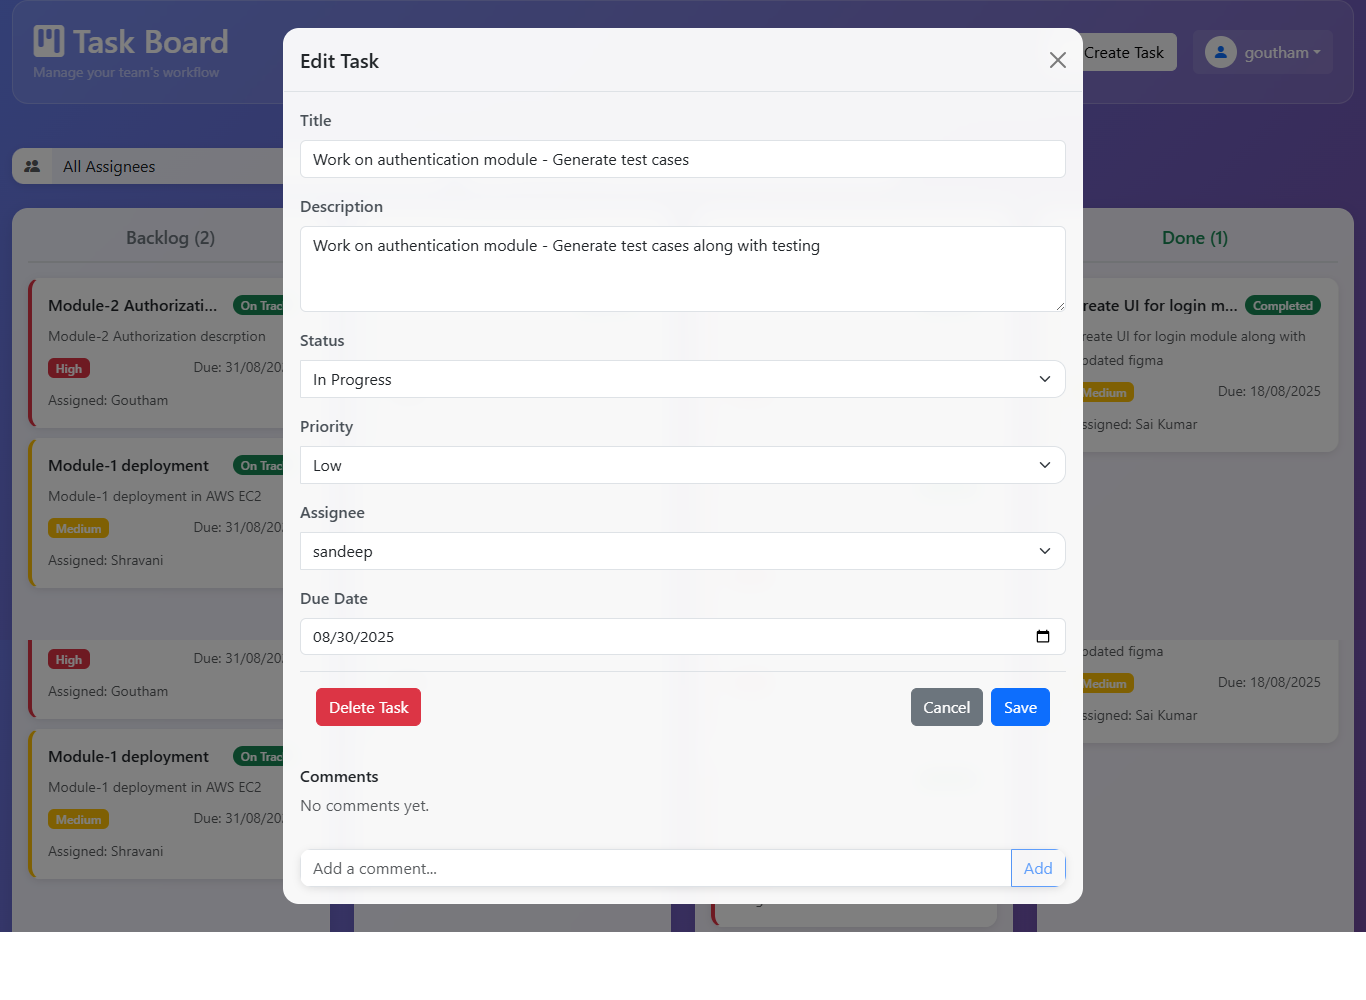 Task Board
Manage your team's workflow
Create Task
goutham
All Assignees
Backlog (2)
Module-2 Authorizati...
On Trac
Module-2 Authorization descrption
High
Due: 31/08/20
Assigned: Goutham
Module-1 deployment
On Trac
Module-1 deployment in AWS EC2
Medium
Due: 31/08/20
Assigned: Shravani
High
Due: 31/08/20
Assigned: Goutham
Module-1 deployment
On Trac
Module-1 deployment in AWS EC2
Medium
Due: 31/08/20
Assigned: Shravani
Edit Task
Title
Work on authentication module - Generate test cases
Description
Work on authentication module - Generate test cases along with testing
Status
In Progress
Priority
Low
Assignee
sandeep
Due Date
08/30/2025
Delete Task
Cancel
Save
Comments
No comments yet.
Add a comment...
Add
Done (1)
reate UI for login m...
Completed
reate UI for login module along with
pdated figma
Medium
Due: 18/08/2025
ssigned: Sai Kumar
pdated figma
Medium
Due: 18/08/2025
ssigned: Sai Kumar